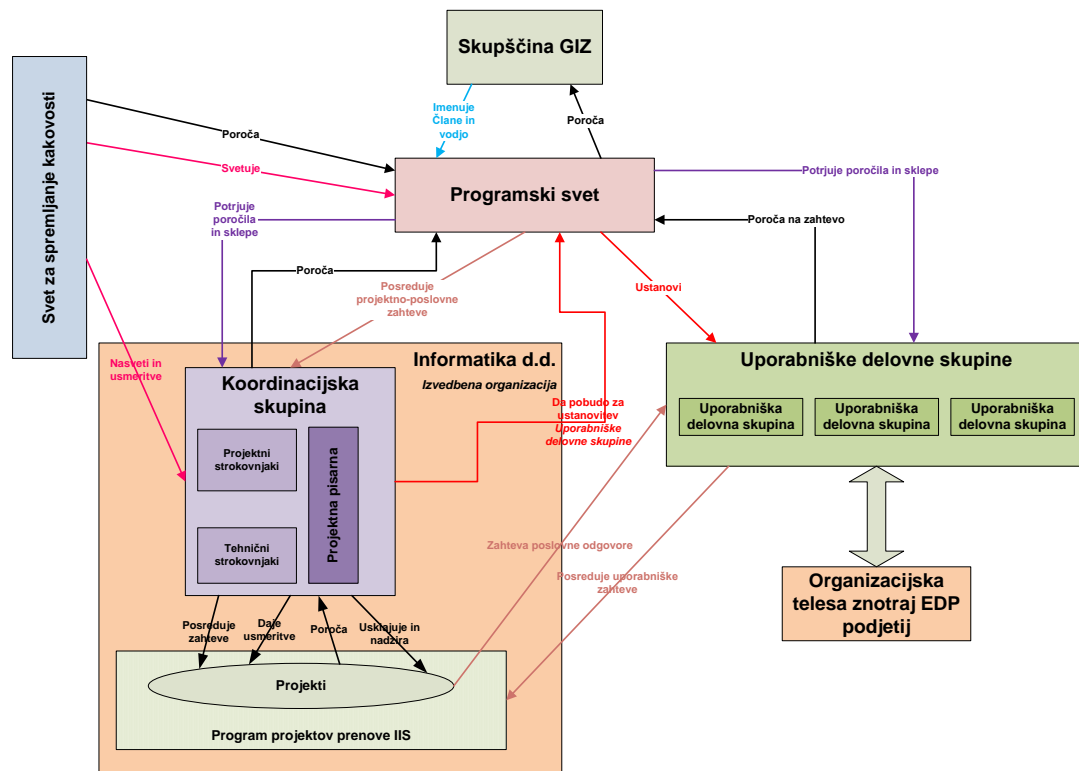 Skupščina GIZ
Svet za spremljanje kakovosti
Imenuje
Člane in
vodjo
Poroča
Poroča
Svetuje
Programski svet
Potrjuje poročila in sklepe
Potrjuje
poročila
in sklepe
Poroča na zahtevo
Poroča
Posreduje
projektno-poslovne
zahteve
Ustanovi
Nasveti in
usmeritve
Informatika d.d.
Izvedbena organizacija
Koordinacijska
skupina
Projektni
strokovnjaki
Tehnični
strokovnjaki
Projektna pisarna
Da pobudo za
ustanovitev
Uporabniške
delovne skupine
Uporabniške delovne skupine
Uporabniška
delovna skupina
Uporabniška
delovna skupina
Uporabniška
delovna skupina
Zahteva poslovne odgovore
Posreduje uporabniške
zahteve
Organizacijska
telesa znotraj EDP
podjetij
Posreduje
zahteve
Daje
usmeritve
Poroča
Usklajuje in
nadzira
Projekti
Program projektov prenove IIS